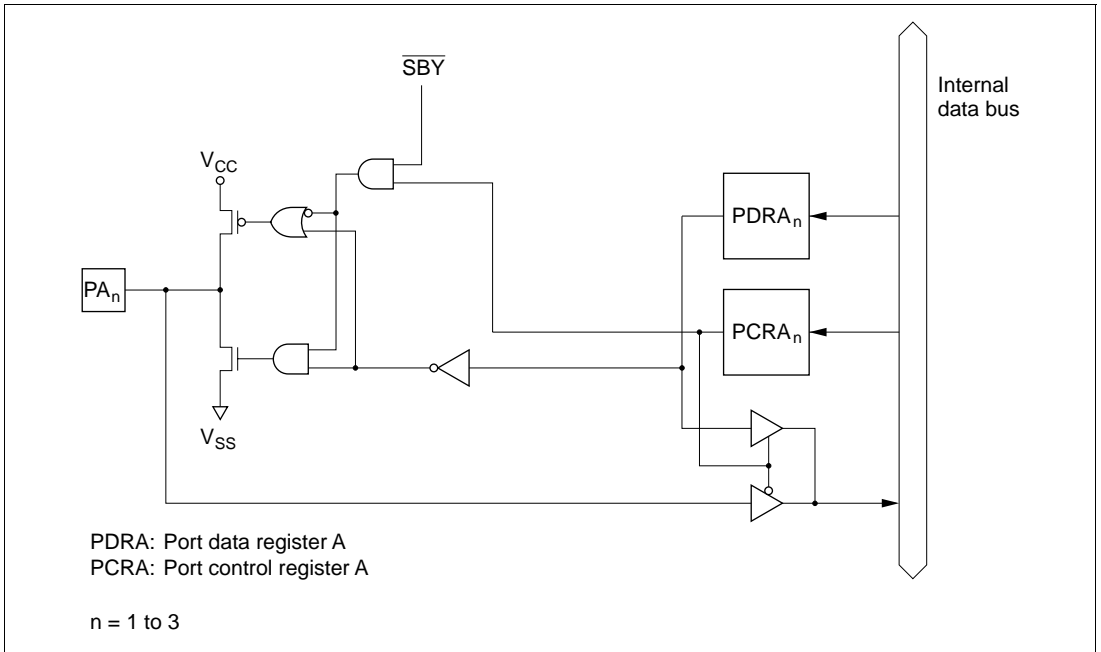 SBY
Internal
data bus
VCC
PDRAn
PAn
PCRAn
VSS
PDRA: Port data register A
PCRA: Port control register A
n = 1 to 3